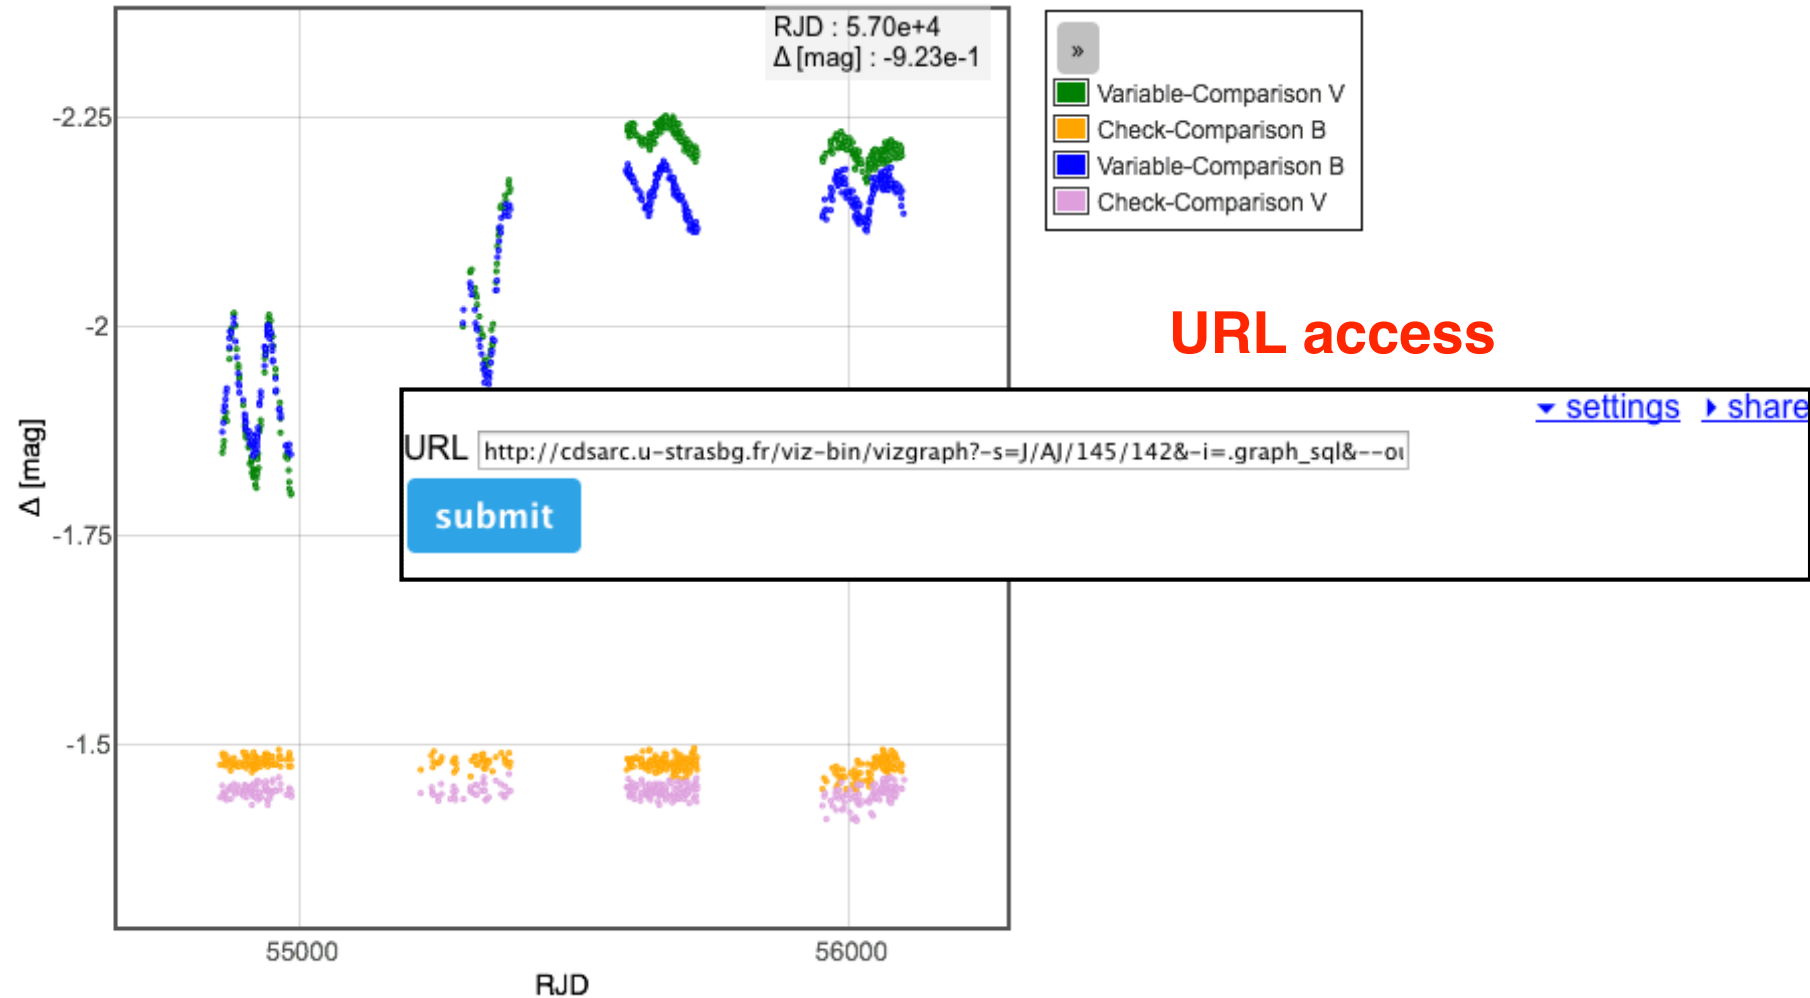 RJD : 5.70e+4
Δ [mag] : -9.23e-1
»
Variable-Comparison V
Check-Comparison B
Variable-Comparison B
Check-Comparison V
-2.25
-2
-1.75
-1.5
Δ [mag]
55000
56000
RJD
URL access
settings share
URL http://cdsarc.u-strasbg.fr/viz-bin/vizgraph?-s=J/AJ/145/142&-i=.graph_sql&--ou
submit